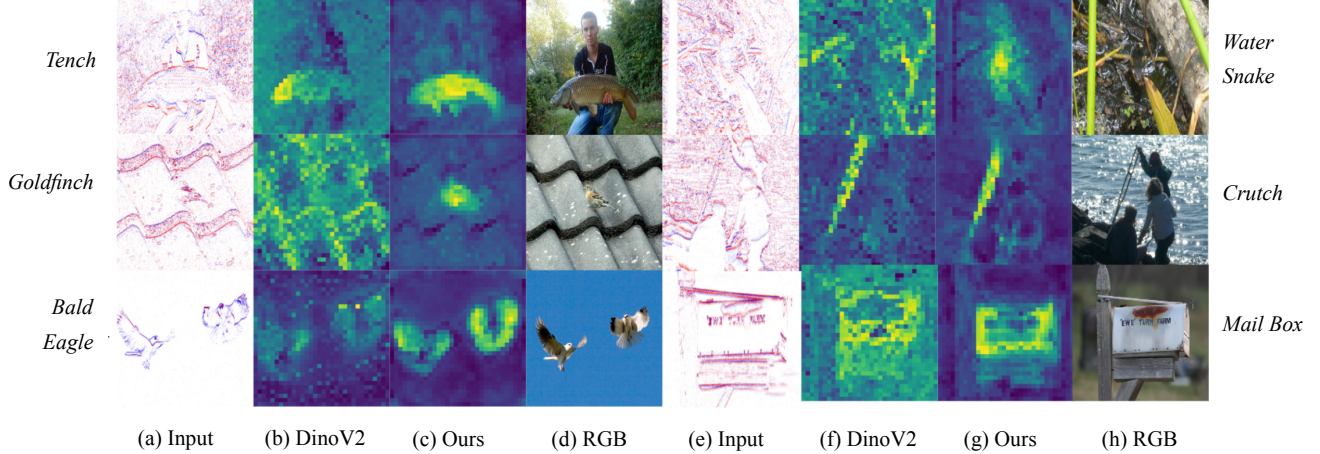 Tench
Goldfinch
Bald
Eagle
Water
Snake
Crutch
Mail Box
'EWE' TURN FARM
(a) Input
(b) DinoV2
(c) Ours
(d) RGB
(e) Input
(f) DinoV2
(g) Ours
(h) RGB